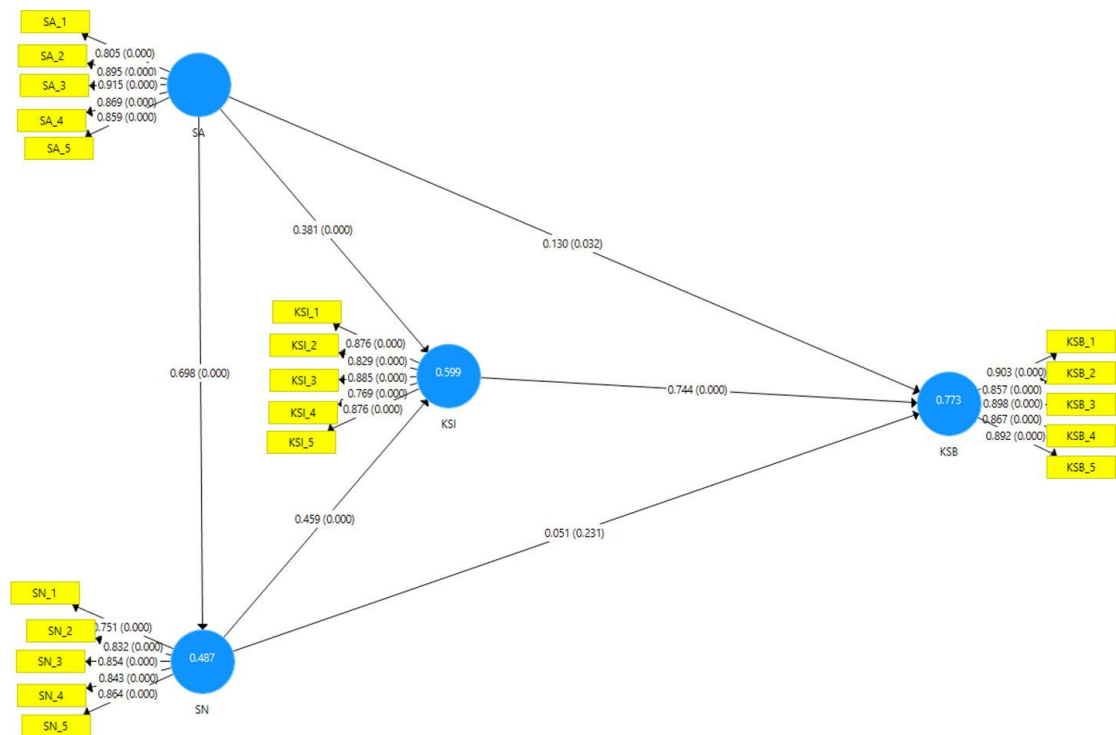 SA_1
SA_2
SA_3
SA_4
SA_5
0.805 (0.000)
0.895 (0.000)
0.915 (0.000)
0.869 (0.000)
0.859 (0.000)
SA
0.381 (0.000)
0.130 (0.032)
0.698 (0.000)
KSI_1
KSI_2
KSI_3
KSI_4
KSI_5
0.876 (0.000)
0.829 (0.000)
0.885 (0.000)
0.769 (0.000)
0.876 (0.000)
0.599
KSI
0.744 (0.000)
0.773
KSB
0.903 (0.000)
0.857 (0.000)
0.898 (0.000)
0.867 (0.000)
0.892 (0.000)
KSB_1
KSB_2
KSB_3
KSB_4
KSB_5
0.459 (0.000)
0.051 (0.231)
SN_1
SN_2
SN_3
SN_4
SN_5
0.751 (0.000)
0.832 (0.000)
0.854 (0.000)
0.843 (0.000)
0.864 (0.000)
0.487
SN